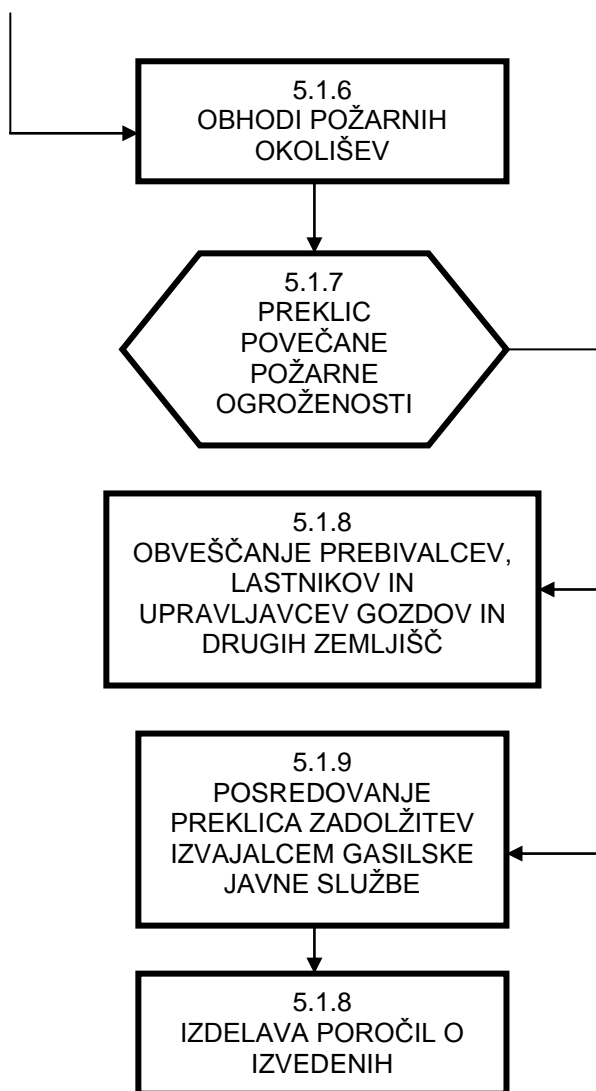 5.1.6
OBHODI POŽARNIH
OKOLIŠEV
5.1.7
PREKLIC
POVEČANE
POŽARNE
OGROŽENOSTI
5.1.8
OBVEŠČANJE PREBIVALCEV,
LASTNIKOV IN
UPRAVLJAVCEV GOZDOV IN
DRUGIH ZEMLJIŠČ
5.1.9
POSREDOVANJE
PREKLICA ZADOLŽITEV
IZVAJALCEM GASILSKE
JAVNE SLUŽBE
5.1.8
IZDELAVA POROČIL O
IZVEDENIH